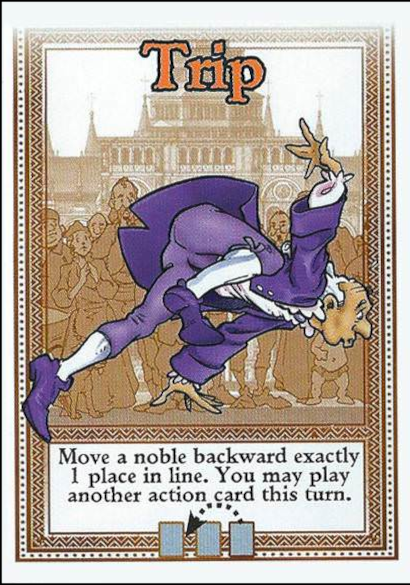 Trip
Move a noble backward exactly
1 place in line. You may play
another action card this turn.